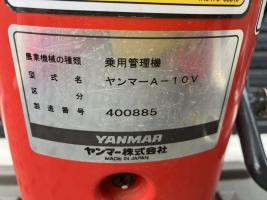 農業機械の種類 乗用管理機
型式名 ヤンマーA-10V
区分
製造番号 400885
YANMAR
ヤンマー株式会社
MADE IN JAPAN